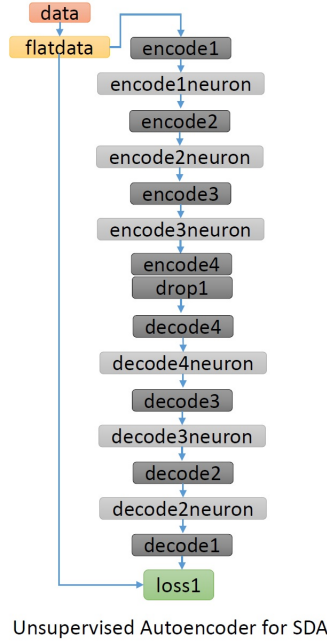 data
flatdata
encode1
encode1neuron
encode2
encode2neuron
encode3
encode3neuron
encode4
drop1
decode4
decode4neuron
decode3
decode3neuron
decode2
decode2neuron
decode1
loss1
Unsupervised Autoencoder for SDA